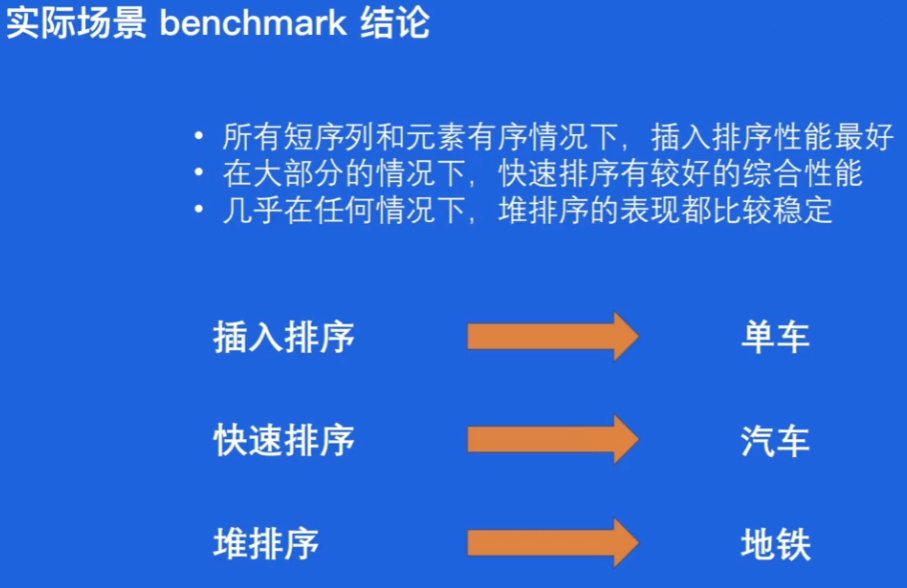 实际场景 benchmark 结论
• 所有短序列和元素有序情况下，插入排序性能最好
• 在大部分的情况下，快速排序有较好的综合性能
• 几乎在任何情况下，堆排序的表现都比较稳定
插入排序 单车
快速排序 汽车
堆排序 地铁